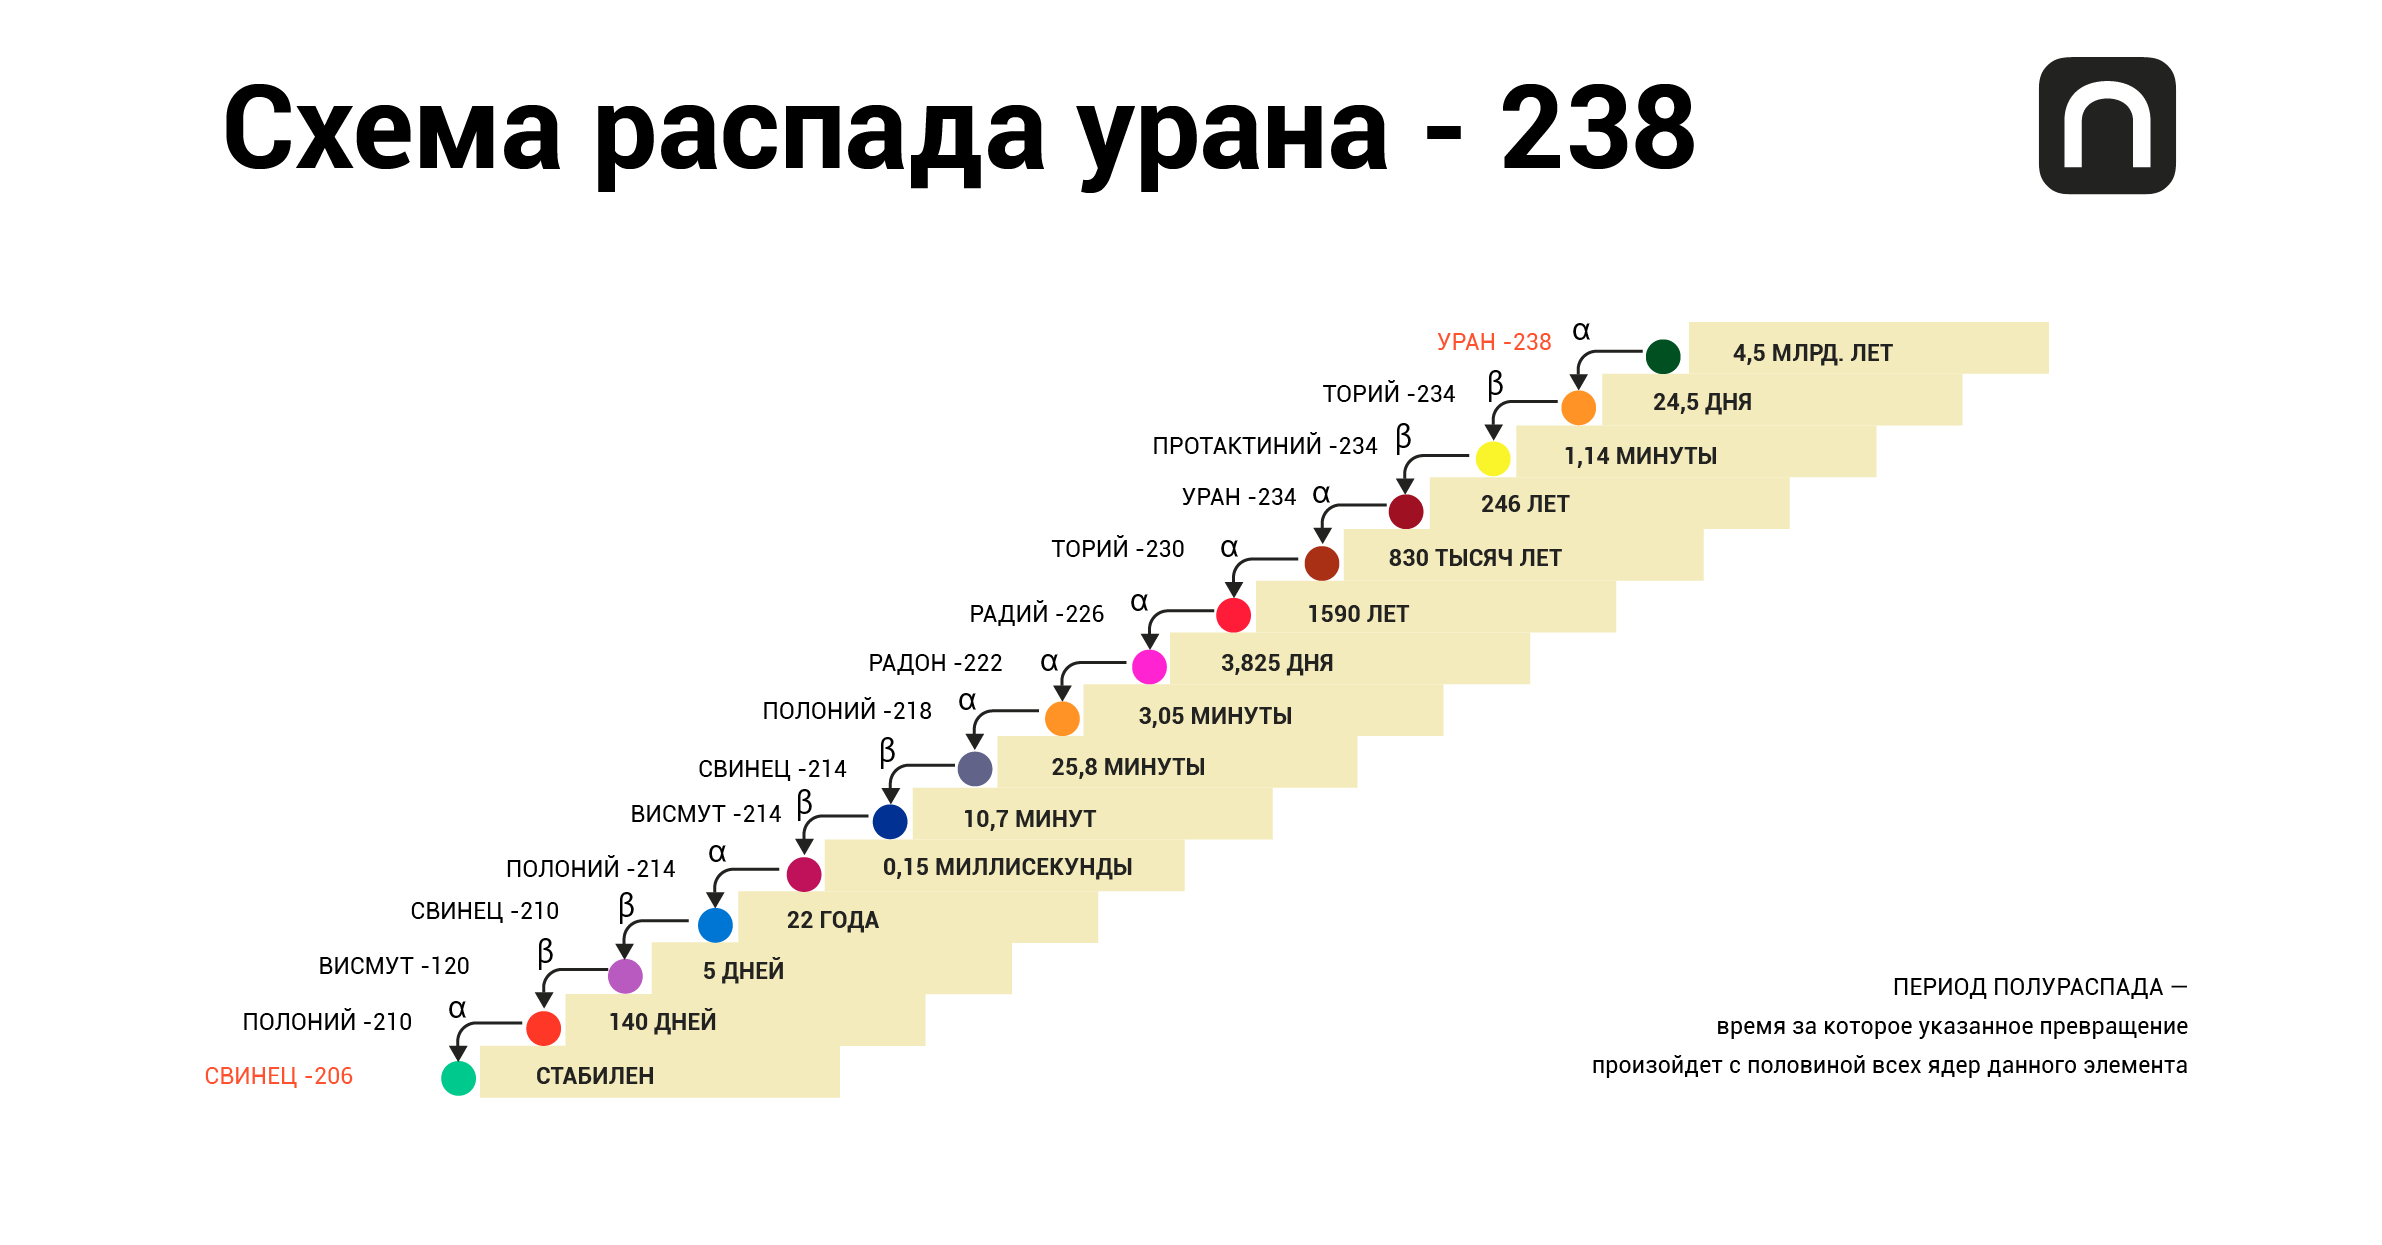 Схема распада урана - 238
УРАН -238 α 4,5 МЛРД. ЛЕТ
ТОРИЙ -234 β 24,5 ДНЯ
ПРОТАКТИНИЙ -234 β 1,14 МИНУТЫ
УРАН -234 α 246 ЛЕТ
ТОРИЙ -230 α 830 ТЫСЯЧ ЛЕТ
РАДИЙ -226 α 1590 ЛЕТ
РАДОН -222 α 3,825 ДНЯ
ПОЛОНИЙ -218 α 3,05 МИНУТЫ
СВИНЕЦ -214 β 25,8 МИНУТЫ
ВИСМУТ -214 β 10,7 МИНУТ
ПОЛОНИЙ -214 α 0,15 МИЛЛИСЕКУНДЫ
СВИНЕЦ -210 β 22 ГОДА
ВИСМУТ -120 β 5 ДНЕЙ
ПОЛОНИЙ -210 α 140 ДНЕЙ
СВИНЕЦ -206 СТАБИЛЕН
ПЕРИОД ПОЛУРАСПАДА —
время за которое указанное превращение
произойдет с половиной всех ядер данного элемента